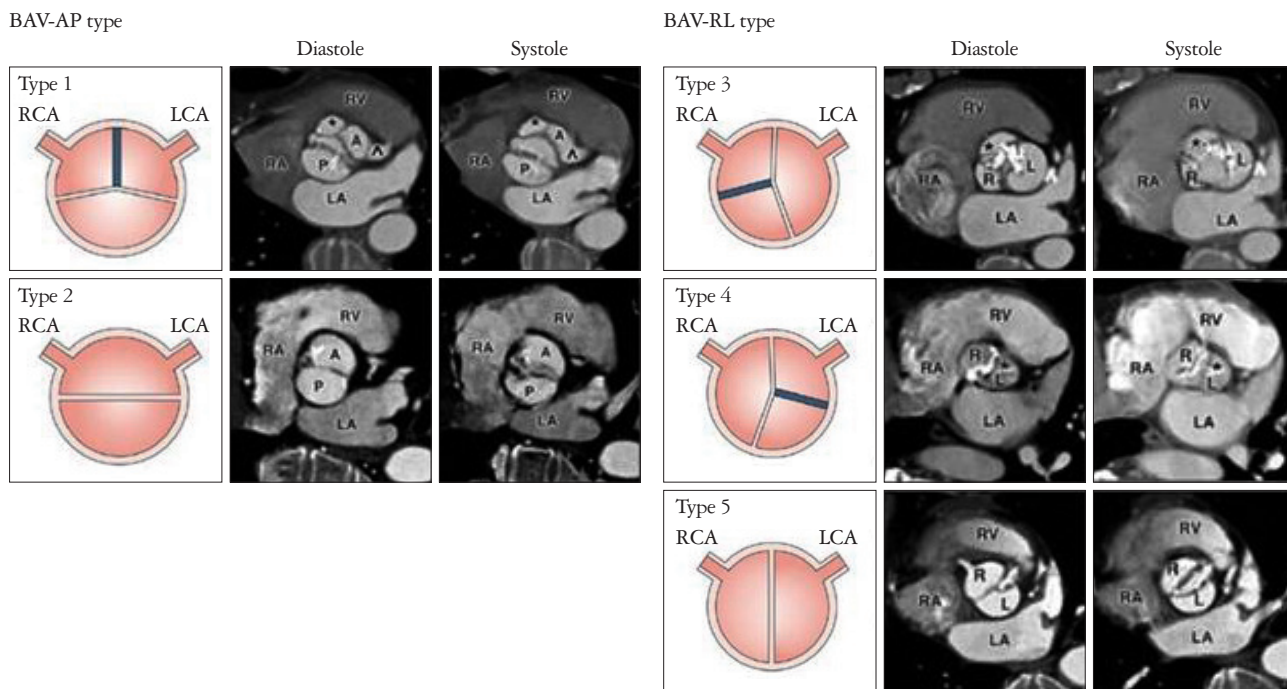 BAV-AP type
Diastole Systole
Type 1
RCA LCA
RV
*
A
RA
P
LA
RV
*
A
RA
P
LA
Type 2
RCA LCA
RV
RA
A
P
LA
RV
RA
A
P
LA
BAV-RL type
Diastole Systole
Type 3
RCA LCA
RV
*
L
RA
R
LA
RV
*
L
RA
R
LA
Type 4
RCA LCA
RV
R
RA
*
L
LA
RV
R
RA
*
L
LA
Type 5
RCA LCA
RV
R
RA
L
LA
RV
R
RA
L
LA